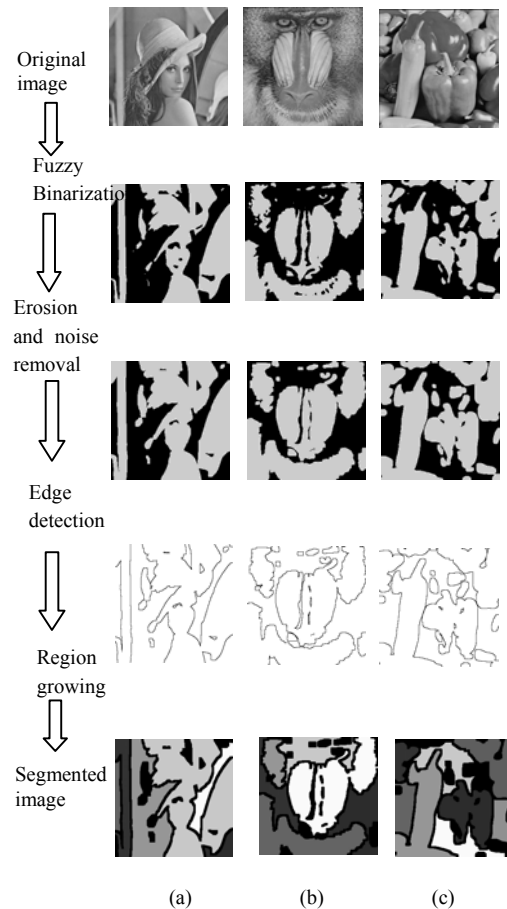 Original
image
Fuzzy
Binarizatio
Erosion
and noise
removal
Edge
detection
Region
growing
Segmented
image
(a) (b) (c)